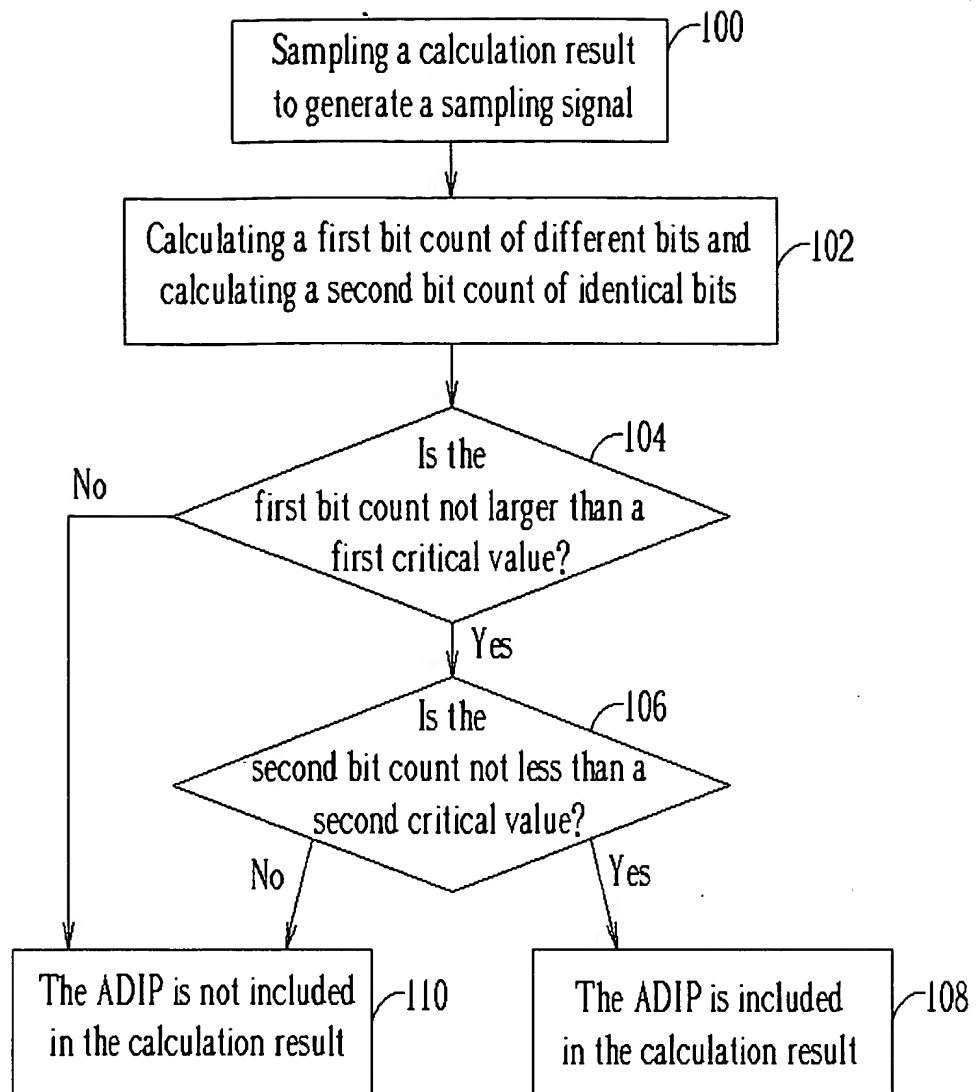 100
Sampling a calculation result
to generate a sampling signal
Calculating a first bit count of different bits and
calculating a second bit count of identical bits
102
104
Is the
first bit count not larger than a
first critical value?
No
Yes
106
Is the
second bit count not less than a
second critical value?
No
Yes
The ADIP is not included
in the calculation result
110
The ADIP is included
in the calculation result
108